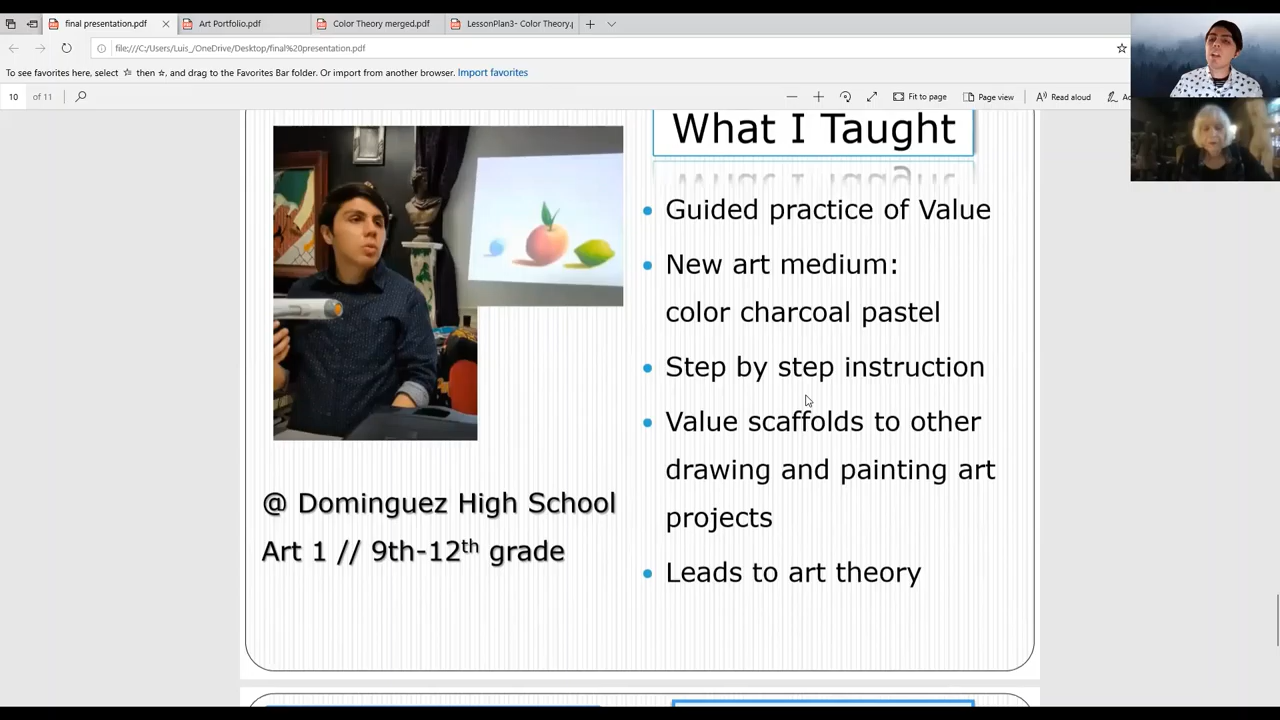 final presentation.pdf
Art Portfolio.pdf
Color Theory merged.pdf
LessonPlan3- Color Theory.p
file:///C:/Users/Luis_/OneDrive/Desktop/final%20presentation.pdf
To see favorites here, select then, and drag to the Favorites Bar folder. Or import from another browser. Import favorites
10 of 11
Fit to page
Page view
Read aloud
What I Taught
What I Taught
• Guided practice of Value
• New art medium:
color charcoal pastel
• Step by step instruction
• Value scaffolds to other
drawing and painting art
projects
• Leads to art theory
@ Dominguez High School
Art 1 // 9th-12th grade